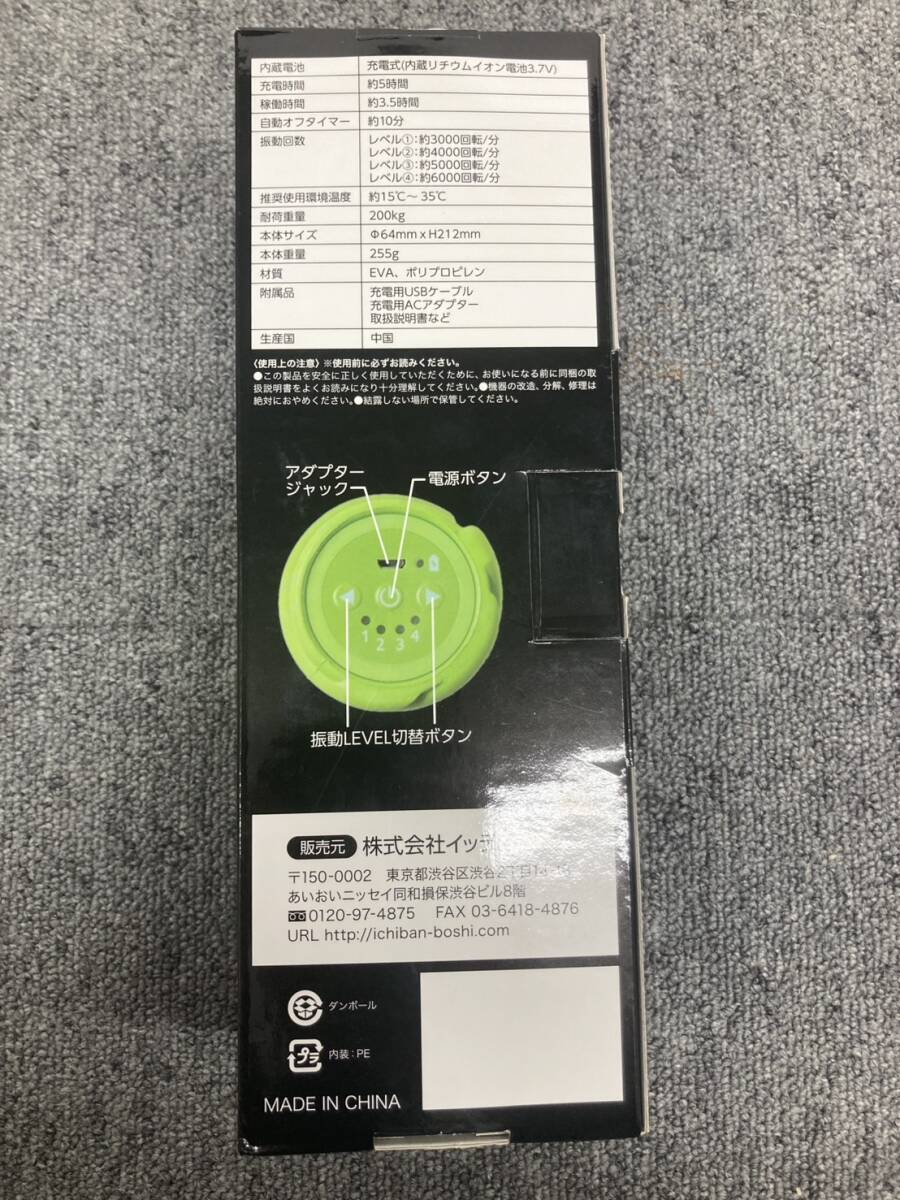 内蔵電池 充電式(内蔵リチウムイオン電池3.7V)
充電時間 約5時間
稼働時間 約3.5時間
自動オフタイマー 約10分
振動回数 レベル①:約3000回転/分
レベル②:約4000回転/分
レベル③:約5000回転/分
レベル④:約6000回転/分
推奨使用環境温度 約15℃〜35℃
耐荷重量 200kg
本体サイズ Φ64mm x H212mm
本体重量 255g
材質 EVA、ポリプロピレン
附属品 充電用USBケーブル
充電用ACアダプター
取扱説明書など
生産国 中国
〈使用上の注意〉※使用前に必ずお読みください。
●この製品を安全に正しく使用していただくために、お使いになる前に同梱の取
扱説明書をよくお読みになり十分理解してください。●機器の改造、分解、修理は
絶対におやめください。●結露しない場所で保管してください。
アダプター
ジャック
電源ボタン
1 2 3 4
振動LEVEL切替ボタン
販売元 株式会社イッ
〒150-0002 東京都渋谷区渋谷2丁目
あいおいニッセイ同和損保渋谷ビル8階
0120-97-4875 FAX 03-6418-4876
URL http://ichiban-boshi.com
ダンボール
プラ 内装:PE
MADE IN CHINA